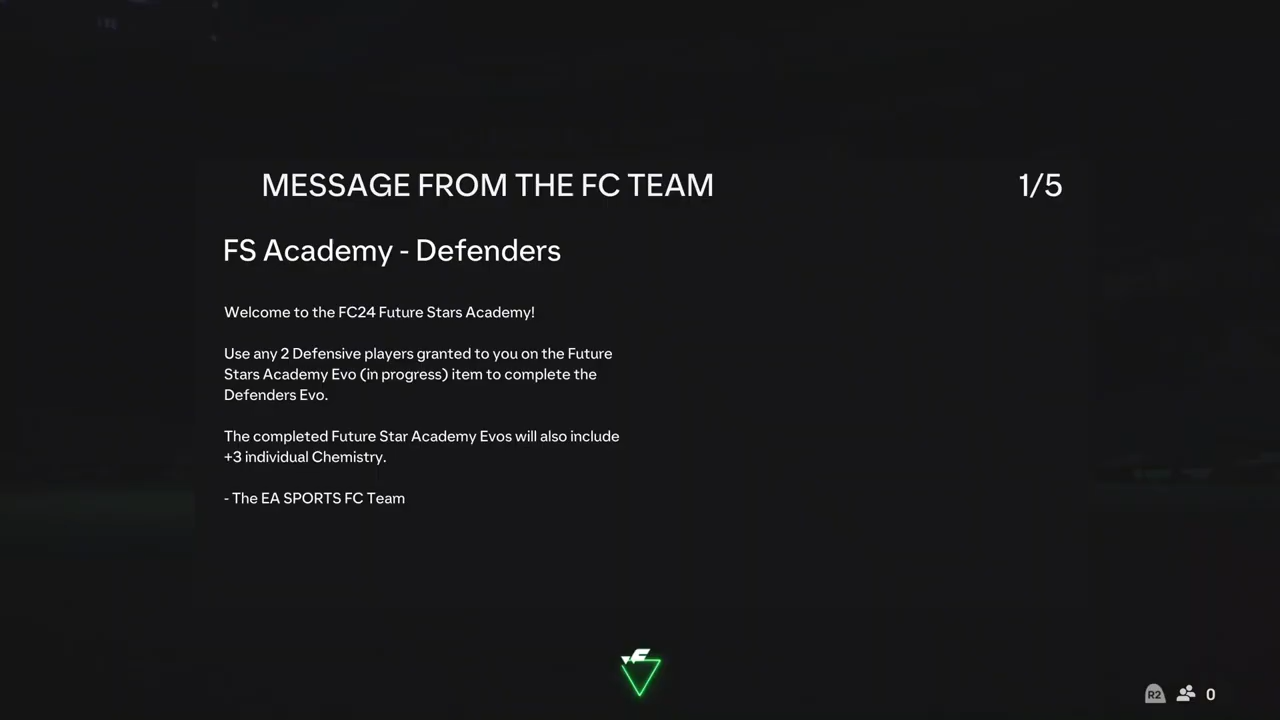 MESSAGE FROM THE FC TEAM
1/5
FS Academy - Defenders
Welcome to the FC24 Future Stars Academy!
Use any 2 Defensive players granted to you on the Future
Stars Academy Evo (in progress) item to complete the
Defenders Evo.
The completed Future Star Academy Evos will also include
+3 individual Chemistry.
- The EA SPORTS FC Team
R2
0